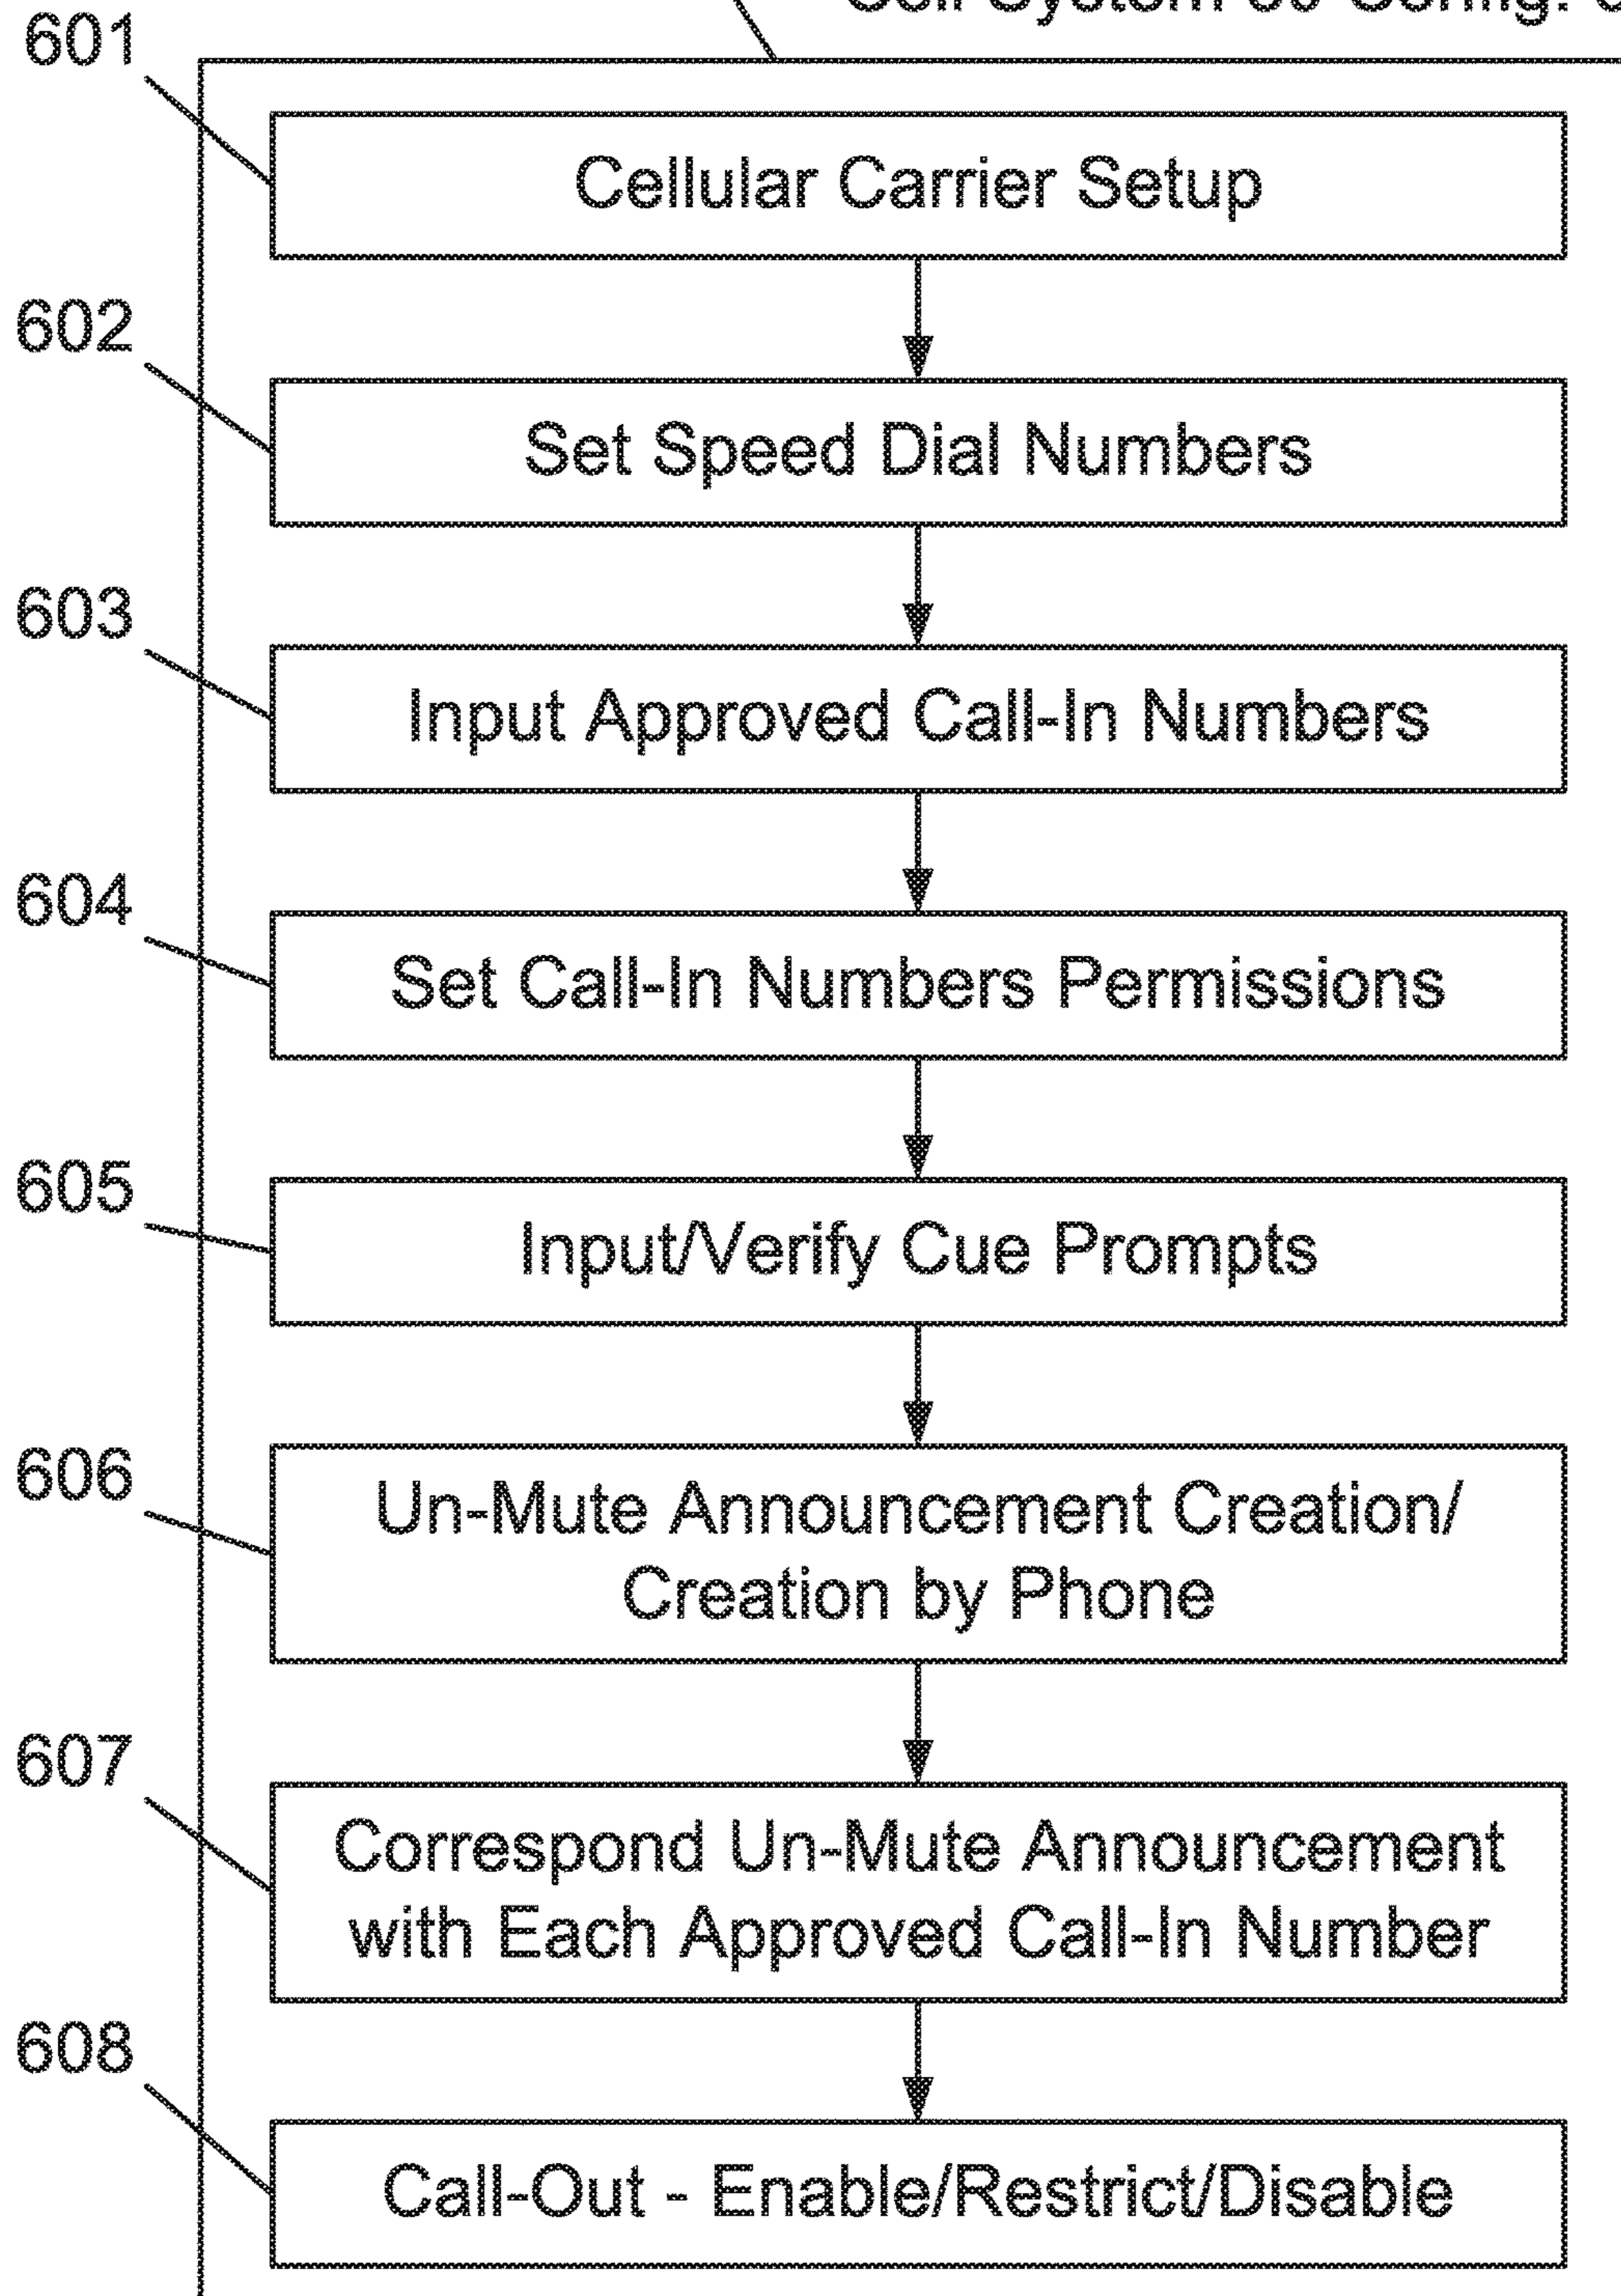 601
Cellular Carrier Setup
602
Set Speed Dial Numbers
603
Input Approved Call-In Numbers
604
Set Call-In Numbers Permissions
605
Input/Verify Cue Prompts
606
Un-Mute Announcement Creation/
Creation by Phone
607
Correspond Un-Mute Announcement
with Each Approved Call-In Number
608
Call-Out - Enable/Restrict/Disable